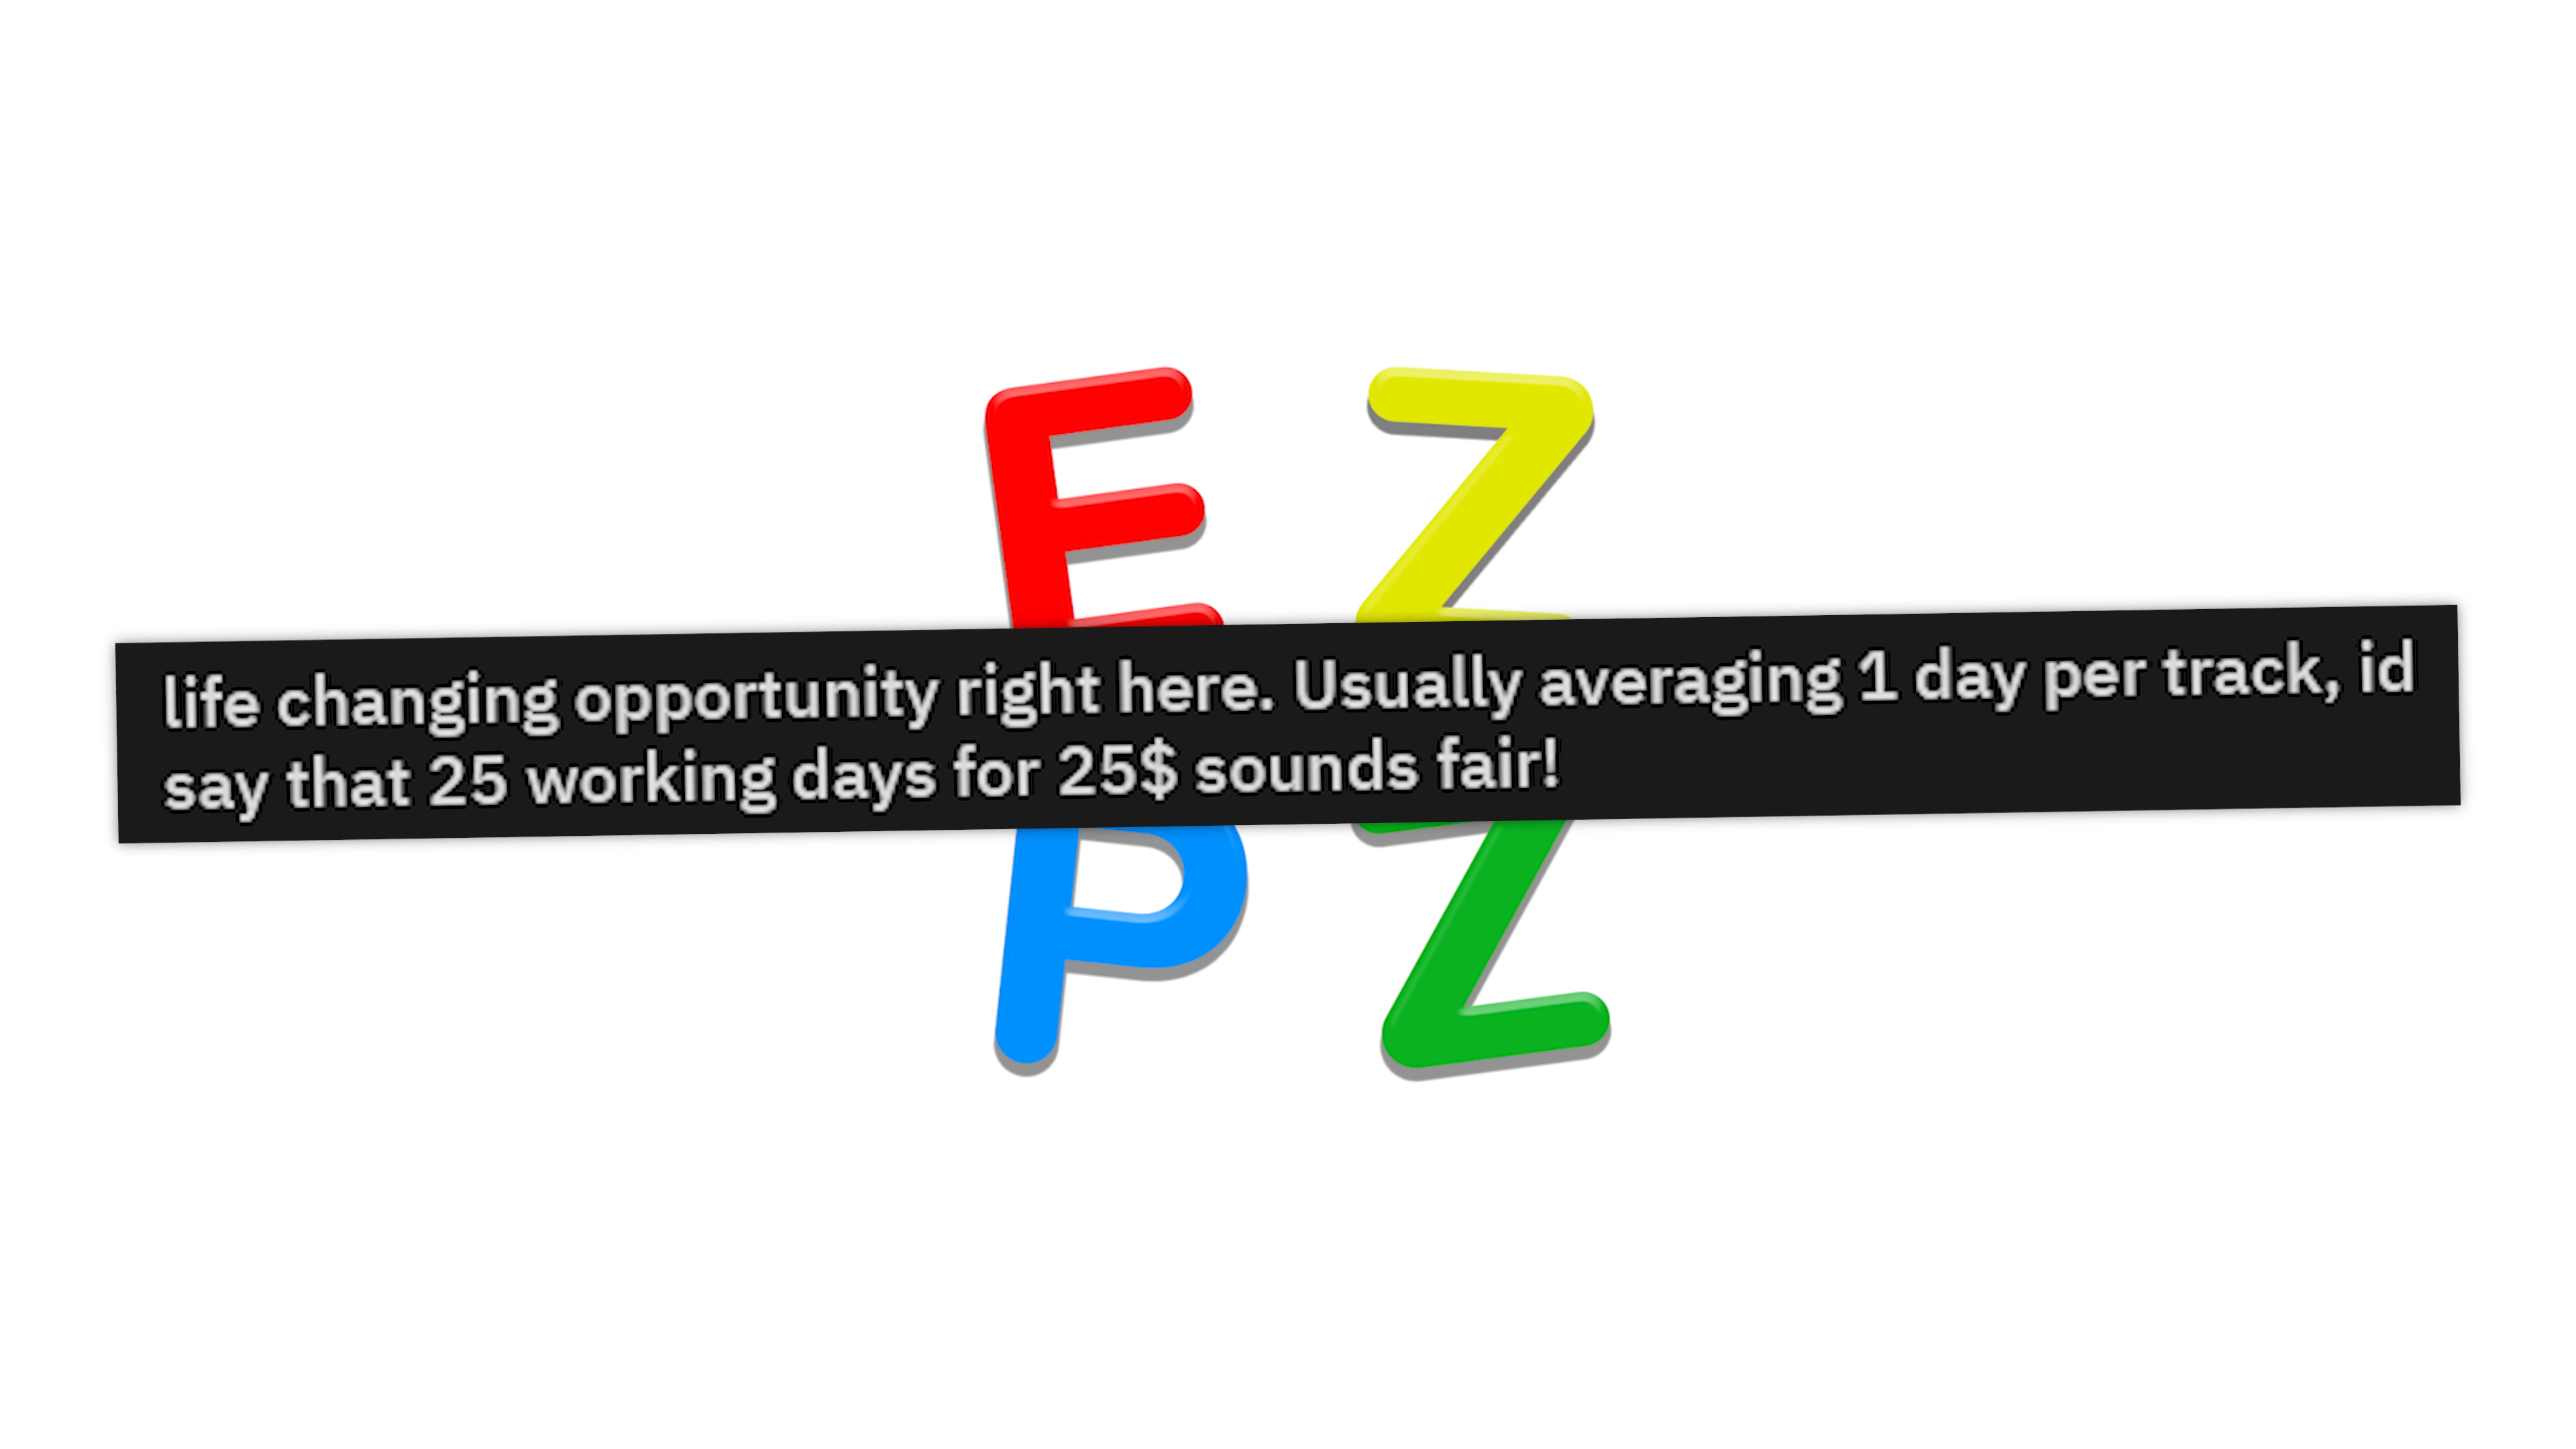 E Z
life changing opportunity right here. Usually averaging 1 day per track, id
say that 25 working days for 25$ sounds fair!
P Z